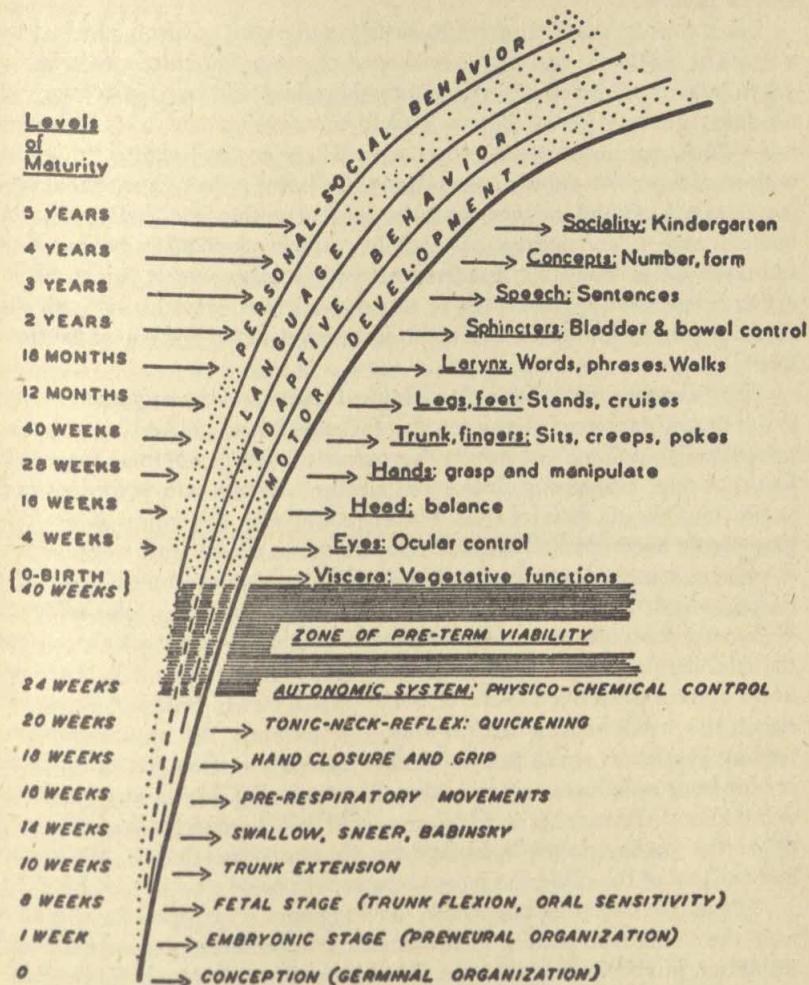 Levels
of
Maturity
PERSONAL-SOCIAL BEHAVIOR
LANGUAGE
ADAPTIVE BEHAVIOR
MOTOR DEVELOPMENT
5 YEARS → Sociality: Kindergarten
4 YEARS → Concepts: Number, form
3 YEARS → Speech: Sentences
2 YEARS → Sphincters: Bladder & bowel control
18 MONTHS → Larynx. Words, phrases. Walks
12 MONTHS → Legs, feet: Stands, cruises
40 WEEKS → Trunk, fingers: Sits, creeps, pokes
28 WEEKS → Hands: grasp and manipulate
16 WEEKS → Head: balance
4 WEEKS → Eyes: Ocular control
{0-BIRTH → Viscera: Vegetative functions
40 WEEKS}
ZONE OF PRE-TERM VIABILITY
24 WEEKS AUTONOMIC SYSTEM: PHYSICO-CHEMICAL CONTROL
20 WEEKS → TONIC-NECK-REFLEX: QUICKENING
18 WEEKS → HAND CLOSURE AND GRIP
16 WEEKS → PRE-RESPIRATORY MOVEMENTS
14 WEEKS → SWALLOW, SNEER, BABINSKY
10 WEEKS → TRUNK EXTENSION
8 WEEKS → FETAL STAGE (TRUNK FLEXION, ORAL SENSITIVITY)
1 WEEK → EMBRYONIC STAGE (PRENEURAL ORGANIZATION)
0 → CONCEPTION (GERMINAL ORGANIZATION)